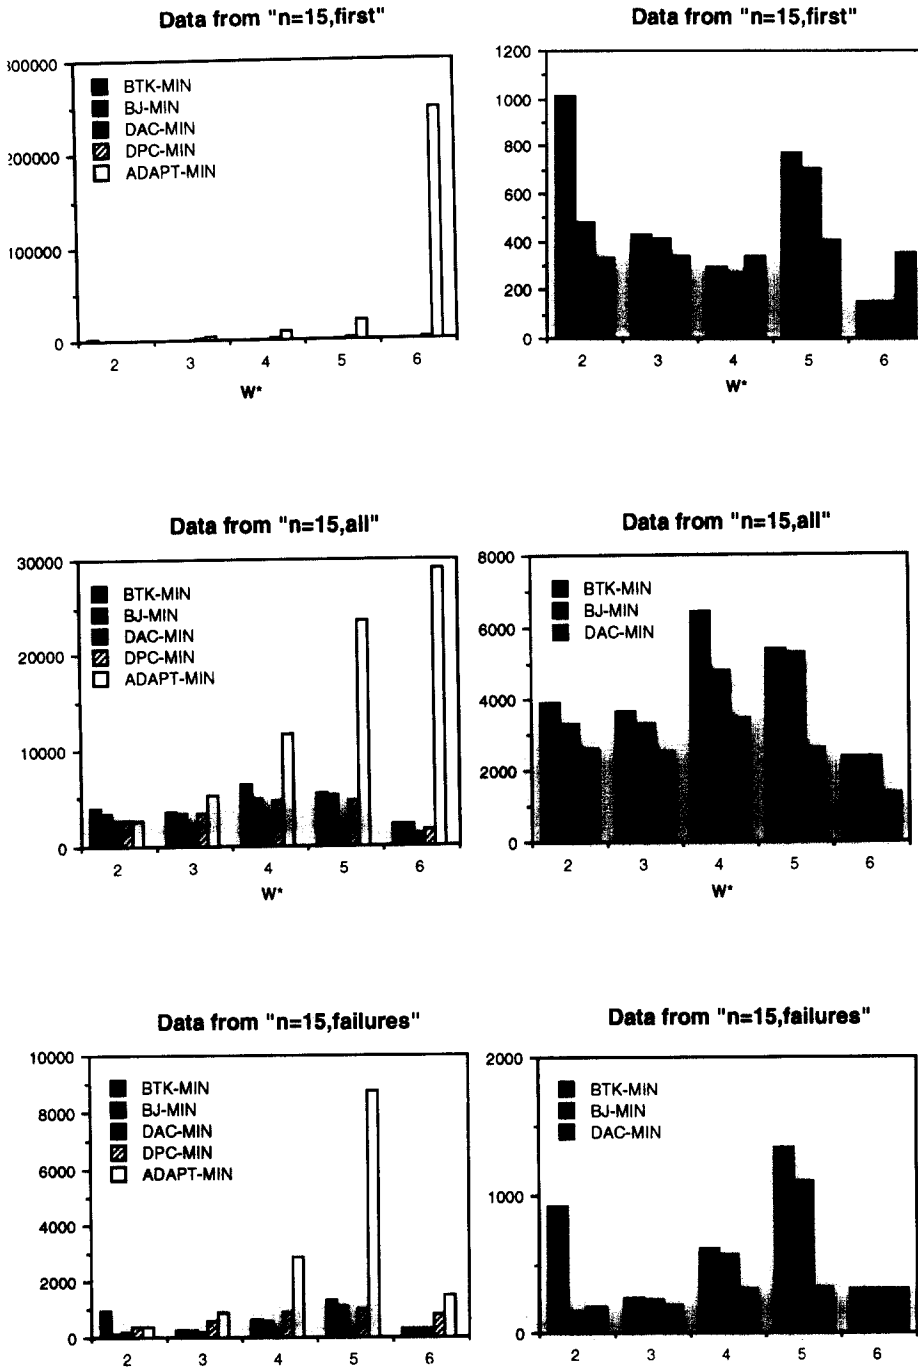 Data from "n=15,first"
300000
200000
100000
0
BTK-MIN
BJ-MIN
DAC-MIN
DPC-MIN
ADAPT-MIN
2 3 4 5 6
W*
Data from "n=15,first"
1200
1000
800
600
400
200
0
2 3 4 5 6
Data from "n=15,all"
30000
20000
10000
0
BTK-MIN
BJ-MIN
DAC-MIN
DPC-MIN
ADAPT-MIN
2 3 4 5 6
W*
Data from "n=15,all"
8000
6000
4000
2000
0
BTK-MIN
BJ-MIN
DAC-MIN
2 3 4 5 6
W*
Data from "n=15,failures"
10000
8000
6000
4000
2000
0
BTK-MIN
BJ-MIN
DAC-MIN
DPC-MIN
ADAPT-MIN
2 3 4 5 6
Data from "n=15,failures"
2000
1000
0
BTK-MIN
BJ-MIN
DAC-MIN
2 3 4 5 6